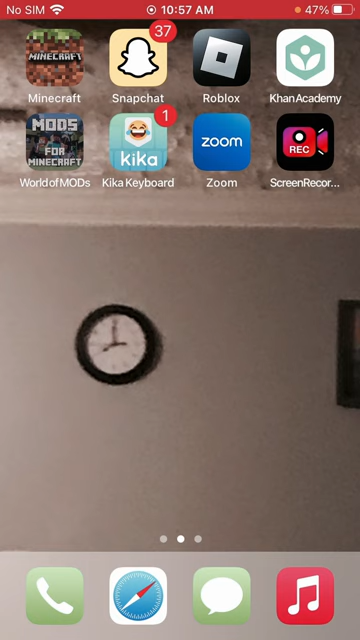 No SIM 10:57 AM 47%
MINECRAFT
37
Minecraft Snapchat Roblox KhanAcademy
1
MODS
FOR
MINECRAFT
kika
zoom
REC
WorldofMODs Kika Keyboard Zoom ScreenRecor...